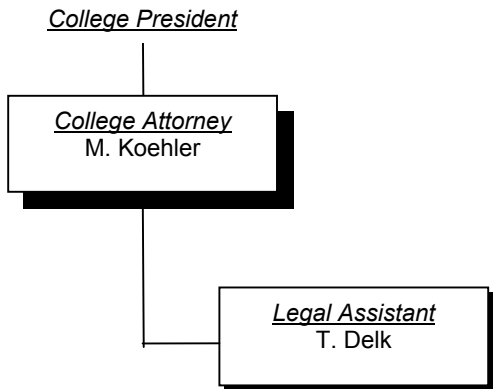 College President
College Attorney
M. Koehler
Legal Assistant
T. Delk